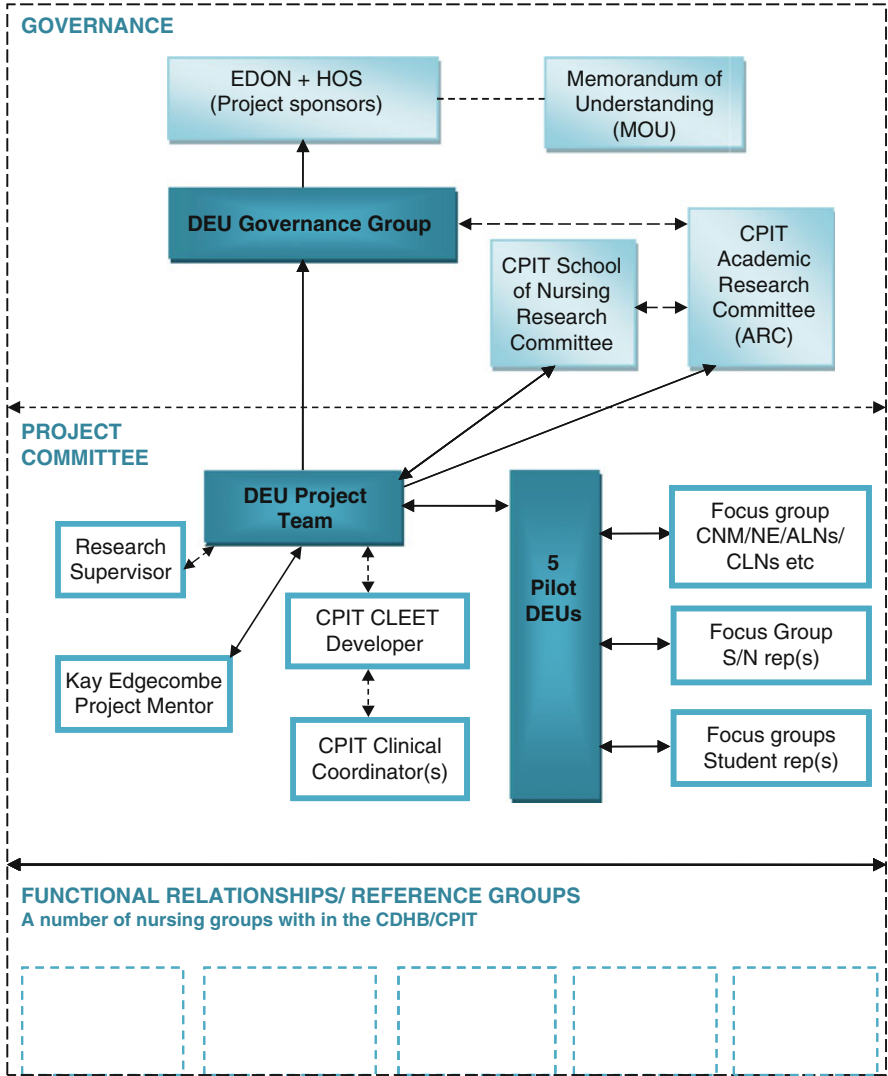 GOVERNANCE
EDON + HOS
(Project sponsors)
Memorandum of
Understanding
(MOU)
DEU Governance Group
CPIT School
of Nursing
Research
Committee
CPIT
Academic
Research
Committee
(ARC)
PROJECT
COMMITTEE
DEU Project
Team
Research
Supervisor
Kay Edgecombe
Project Mentor
CPIT CLEET
Developer
CPIT Clinical
Coordinator(s)
5
Pilot
DEUs
Focus group
CNM/NE/ALNs/
CLNs etc
Focus Group
S/N rep(s)
Focus groups
Student rep(s)
FUNCTIONAL RELATIONSHIPS/ REFERENCE GROUPS
A number of nursing groups with in the CDHB/CPIT